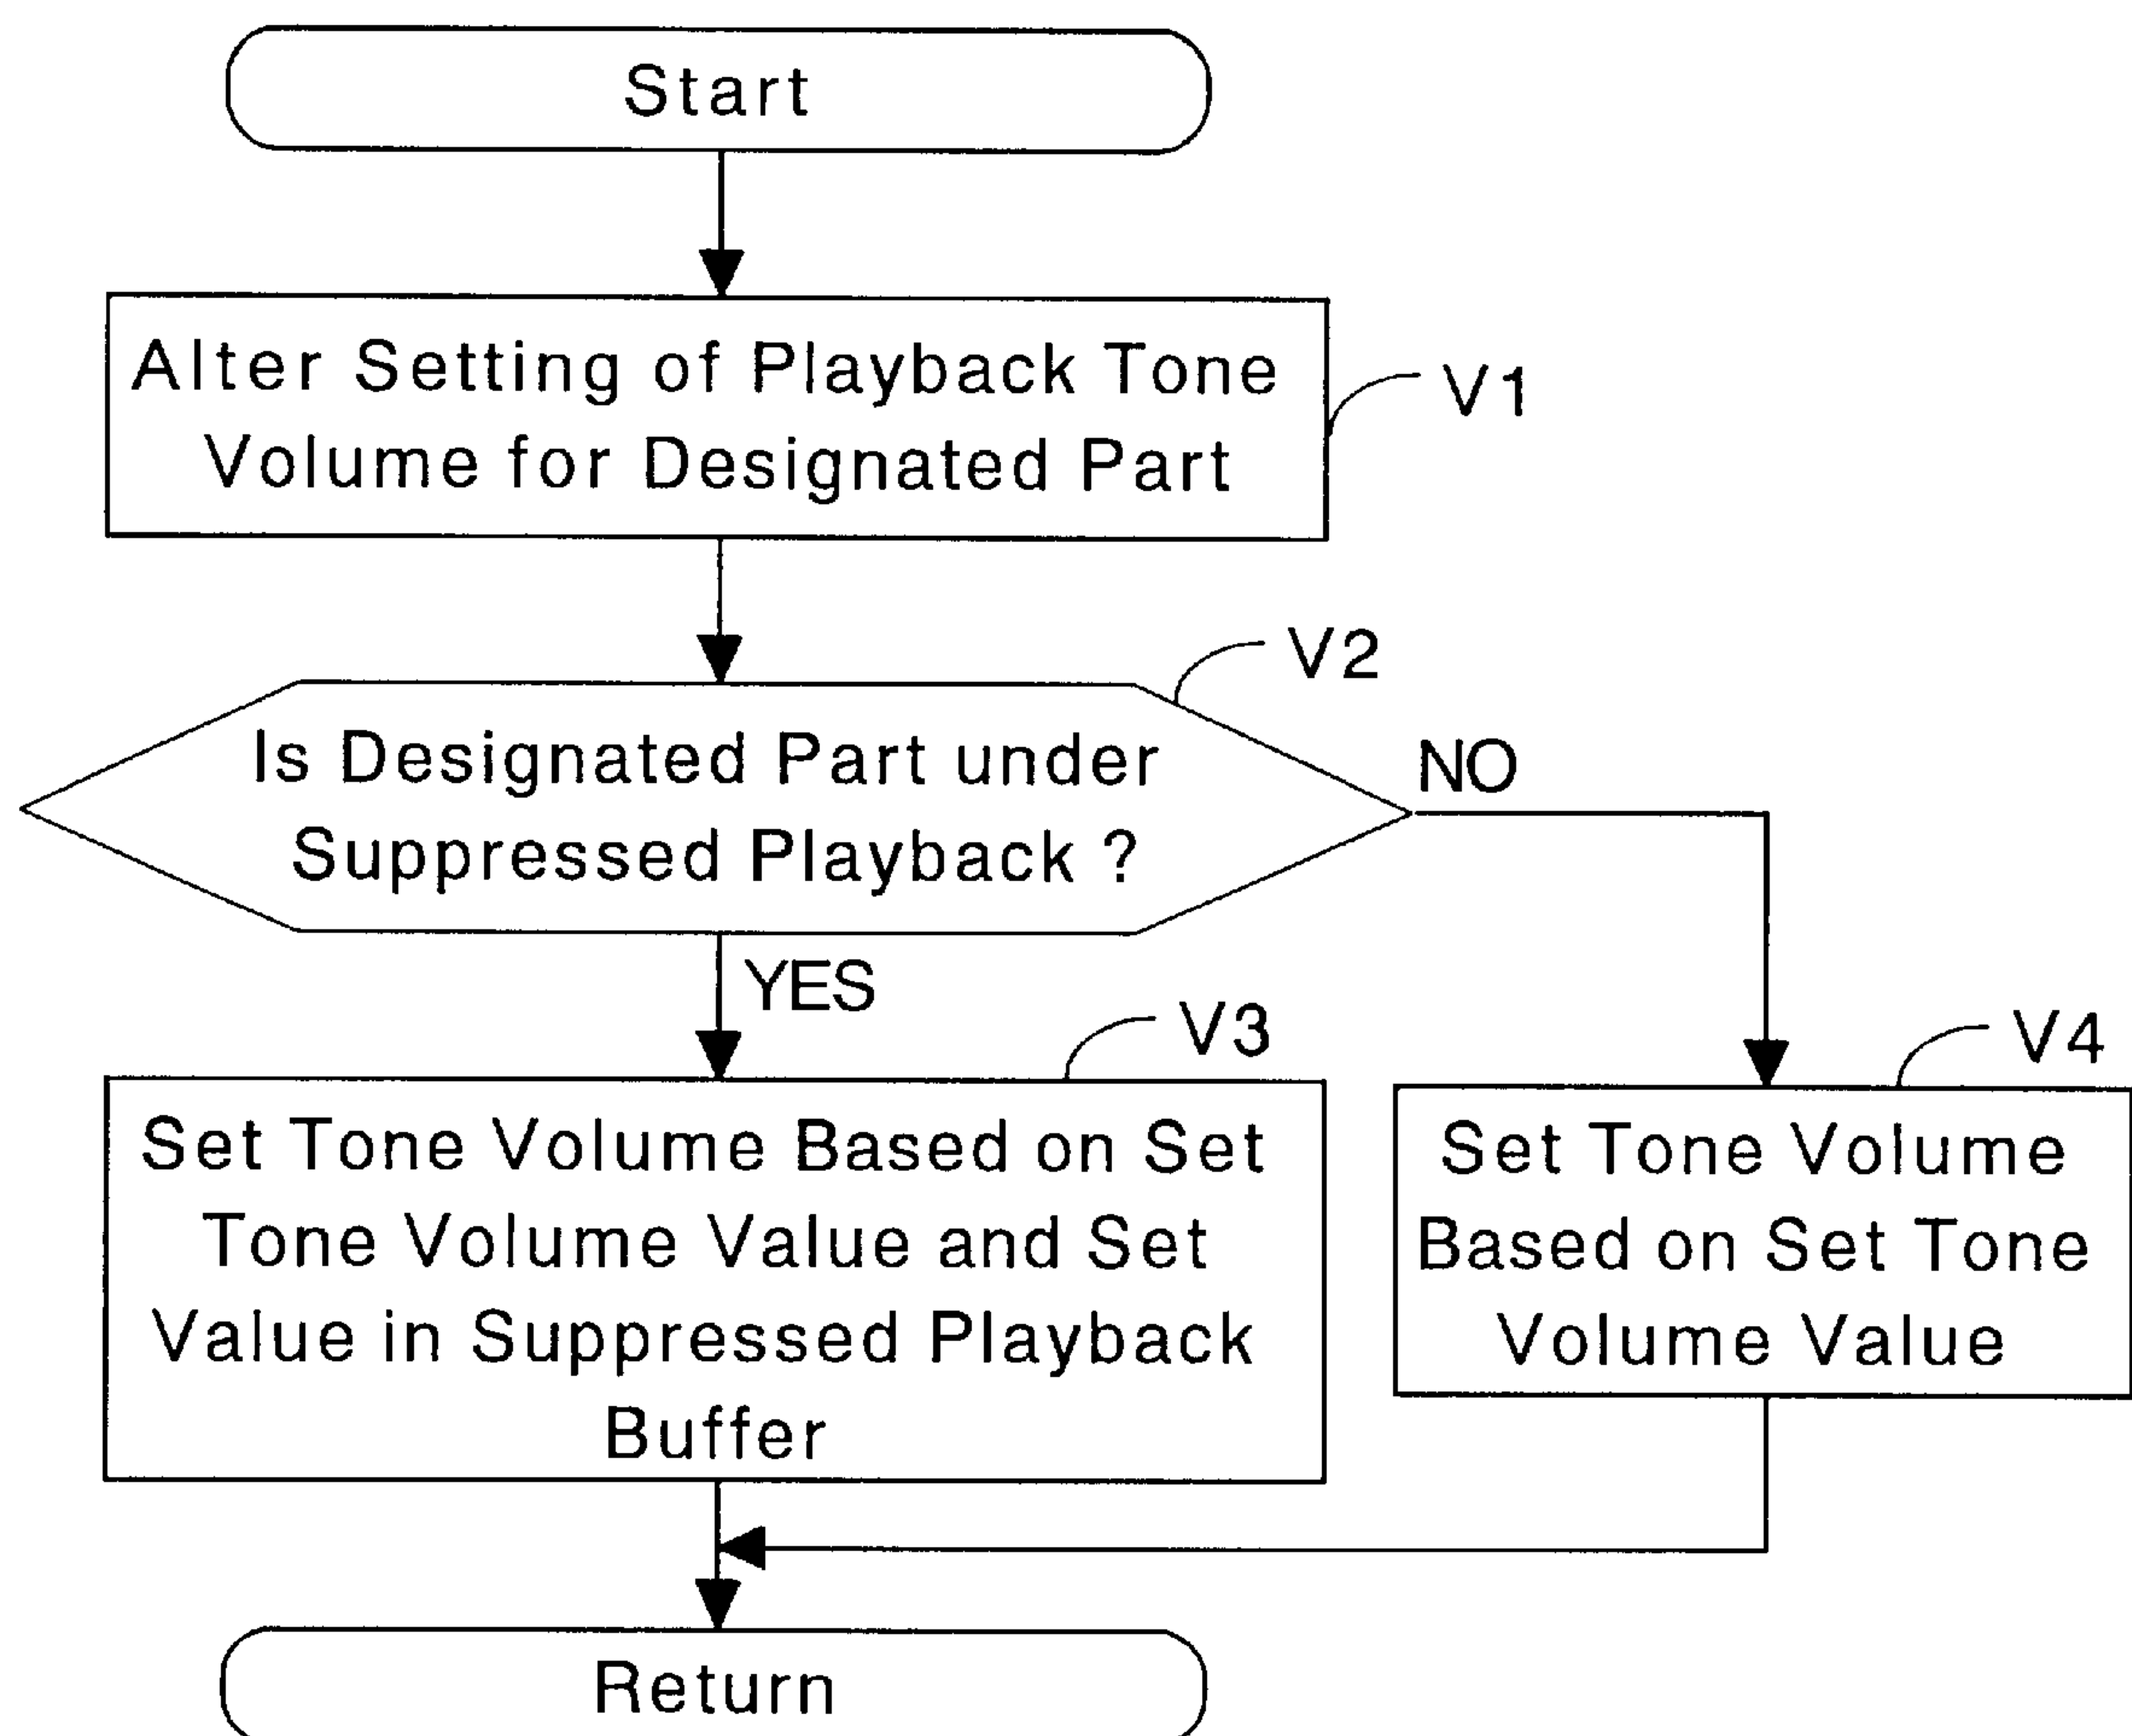 Start
Alter Setting of Playback Tone
Volume for Designated Part
V1
V2
Is Designated Part under
Suppressed Playback ?
NO
YES
V3
Set Tone Volume Based on Set
Tone Volume Value and Set
Value in Suppressed Playback
Buffer
V4
Set Tone Volume
Based on Set Tone
Volume Value
Return